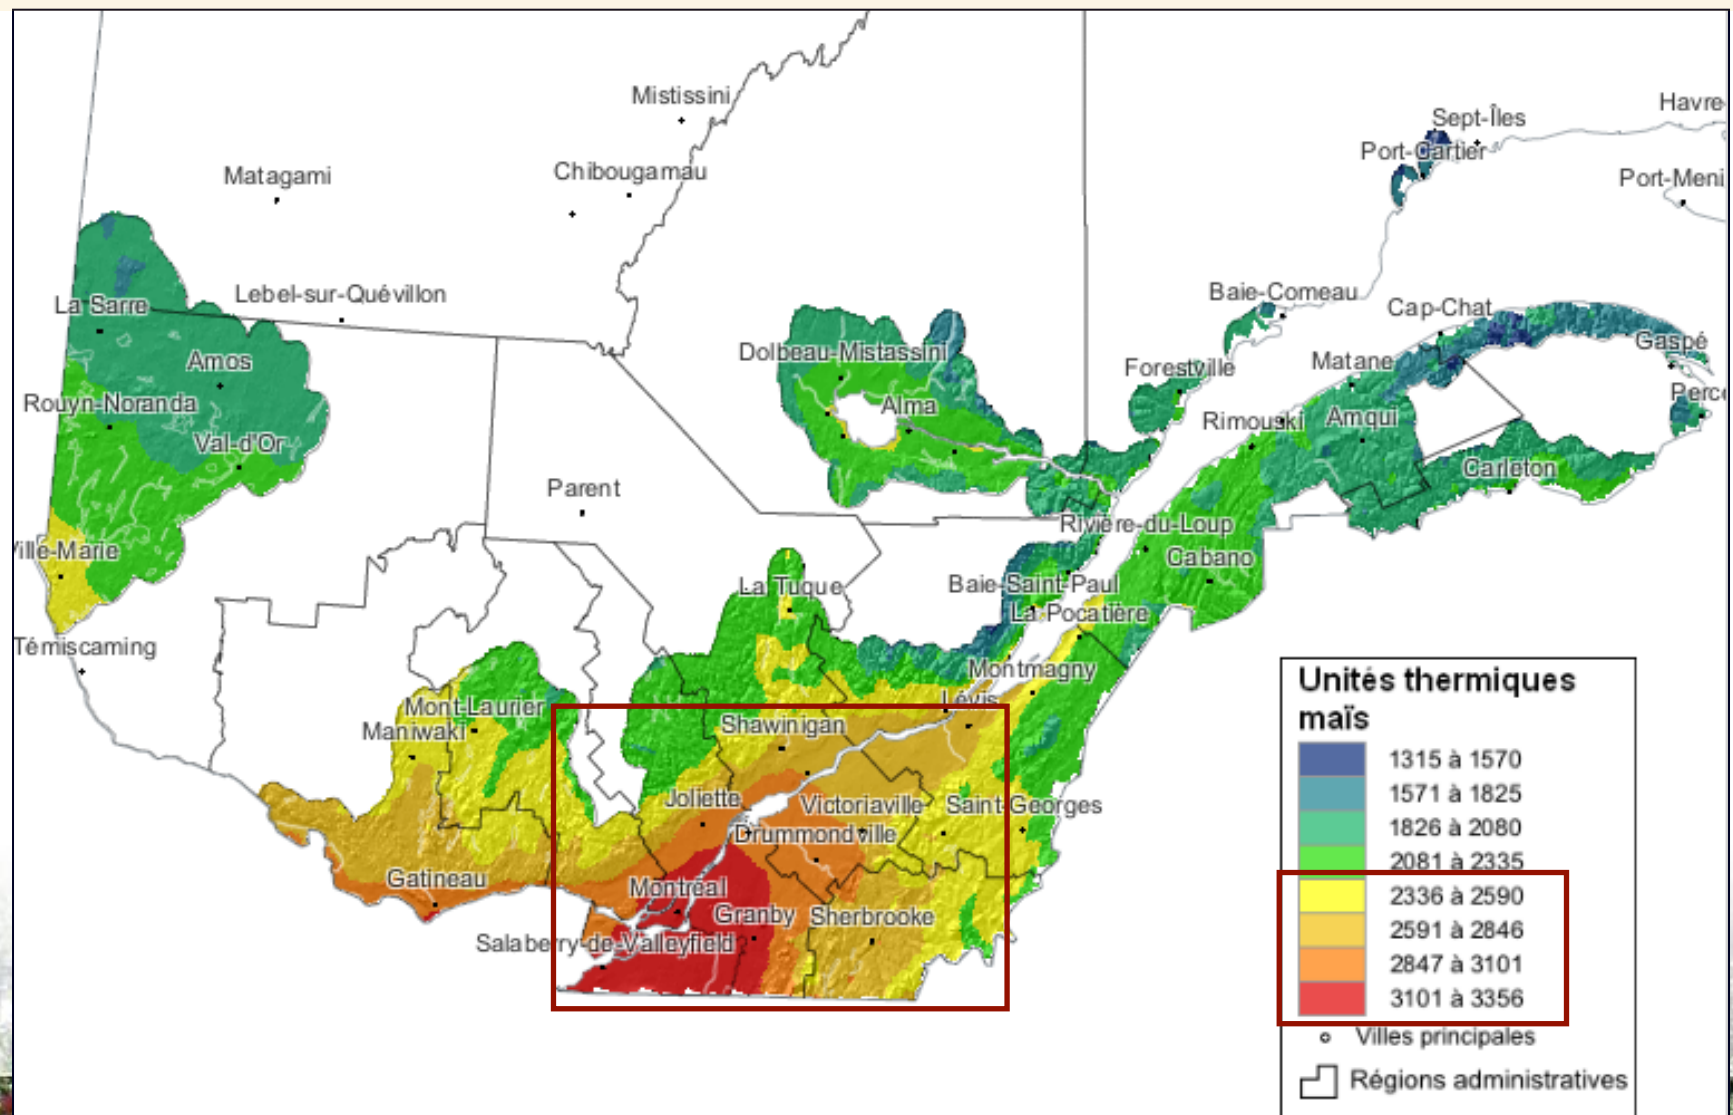 Mistissini
Havre
Sept-Îles
Port-Cartier
Chibougamau
Matagami
Port-Meni
Lebel-sur-Quévillon
La Sarre
Baie-Comeau
Cap-Chat
Gaspé
Dolbeau-Mistassini
Matane
Forestville
Amos
Perc
Rouyn-Noranda
Alma
Rimouski
Amqui
Val-d'Or
Carleton
Parent
Rivière-du-Loup
Ville-Marie
Cabano
La Tuque
Baie-Saint-Paul
La Pocatière
Témiscaming
Montmagny
Lévis
Mont-Laurier
Shawinigan
Maniwaki
Joliette
Victoriaville
Saint-Georges
Drummondville
Gatineau
Montréal
Granby
Sherbrooke
Salaberry-de-Valleyfield
Unités thermiques
maïs
1315 à 1570
1571 à 1825
1826 à 2080
2081 à 2335
2336 à 2590
2591 à 2846
2847 à 3101
3101 à 3356
Villes principales
Régions administratives